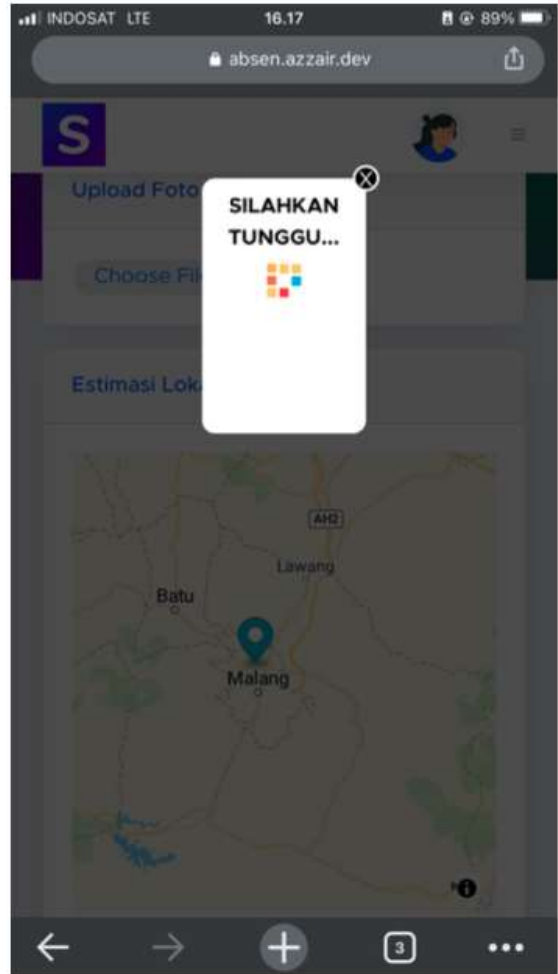 INDOSAT LTE 16.17 89%
absen.azzair.dev
S
Upload Foto
SILAHKAN
TUNGGU...
Choose Fil
Estimasi Lok
AH2
Lawang
Batu
Malang
3